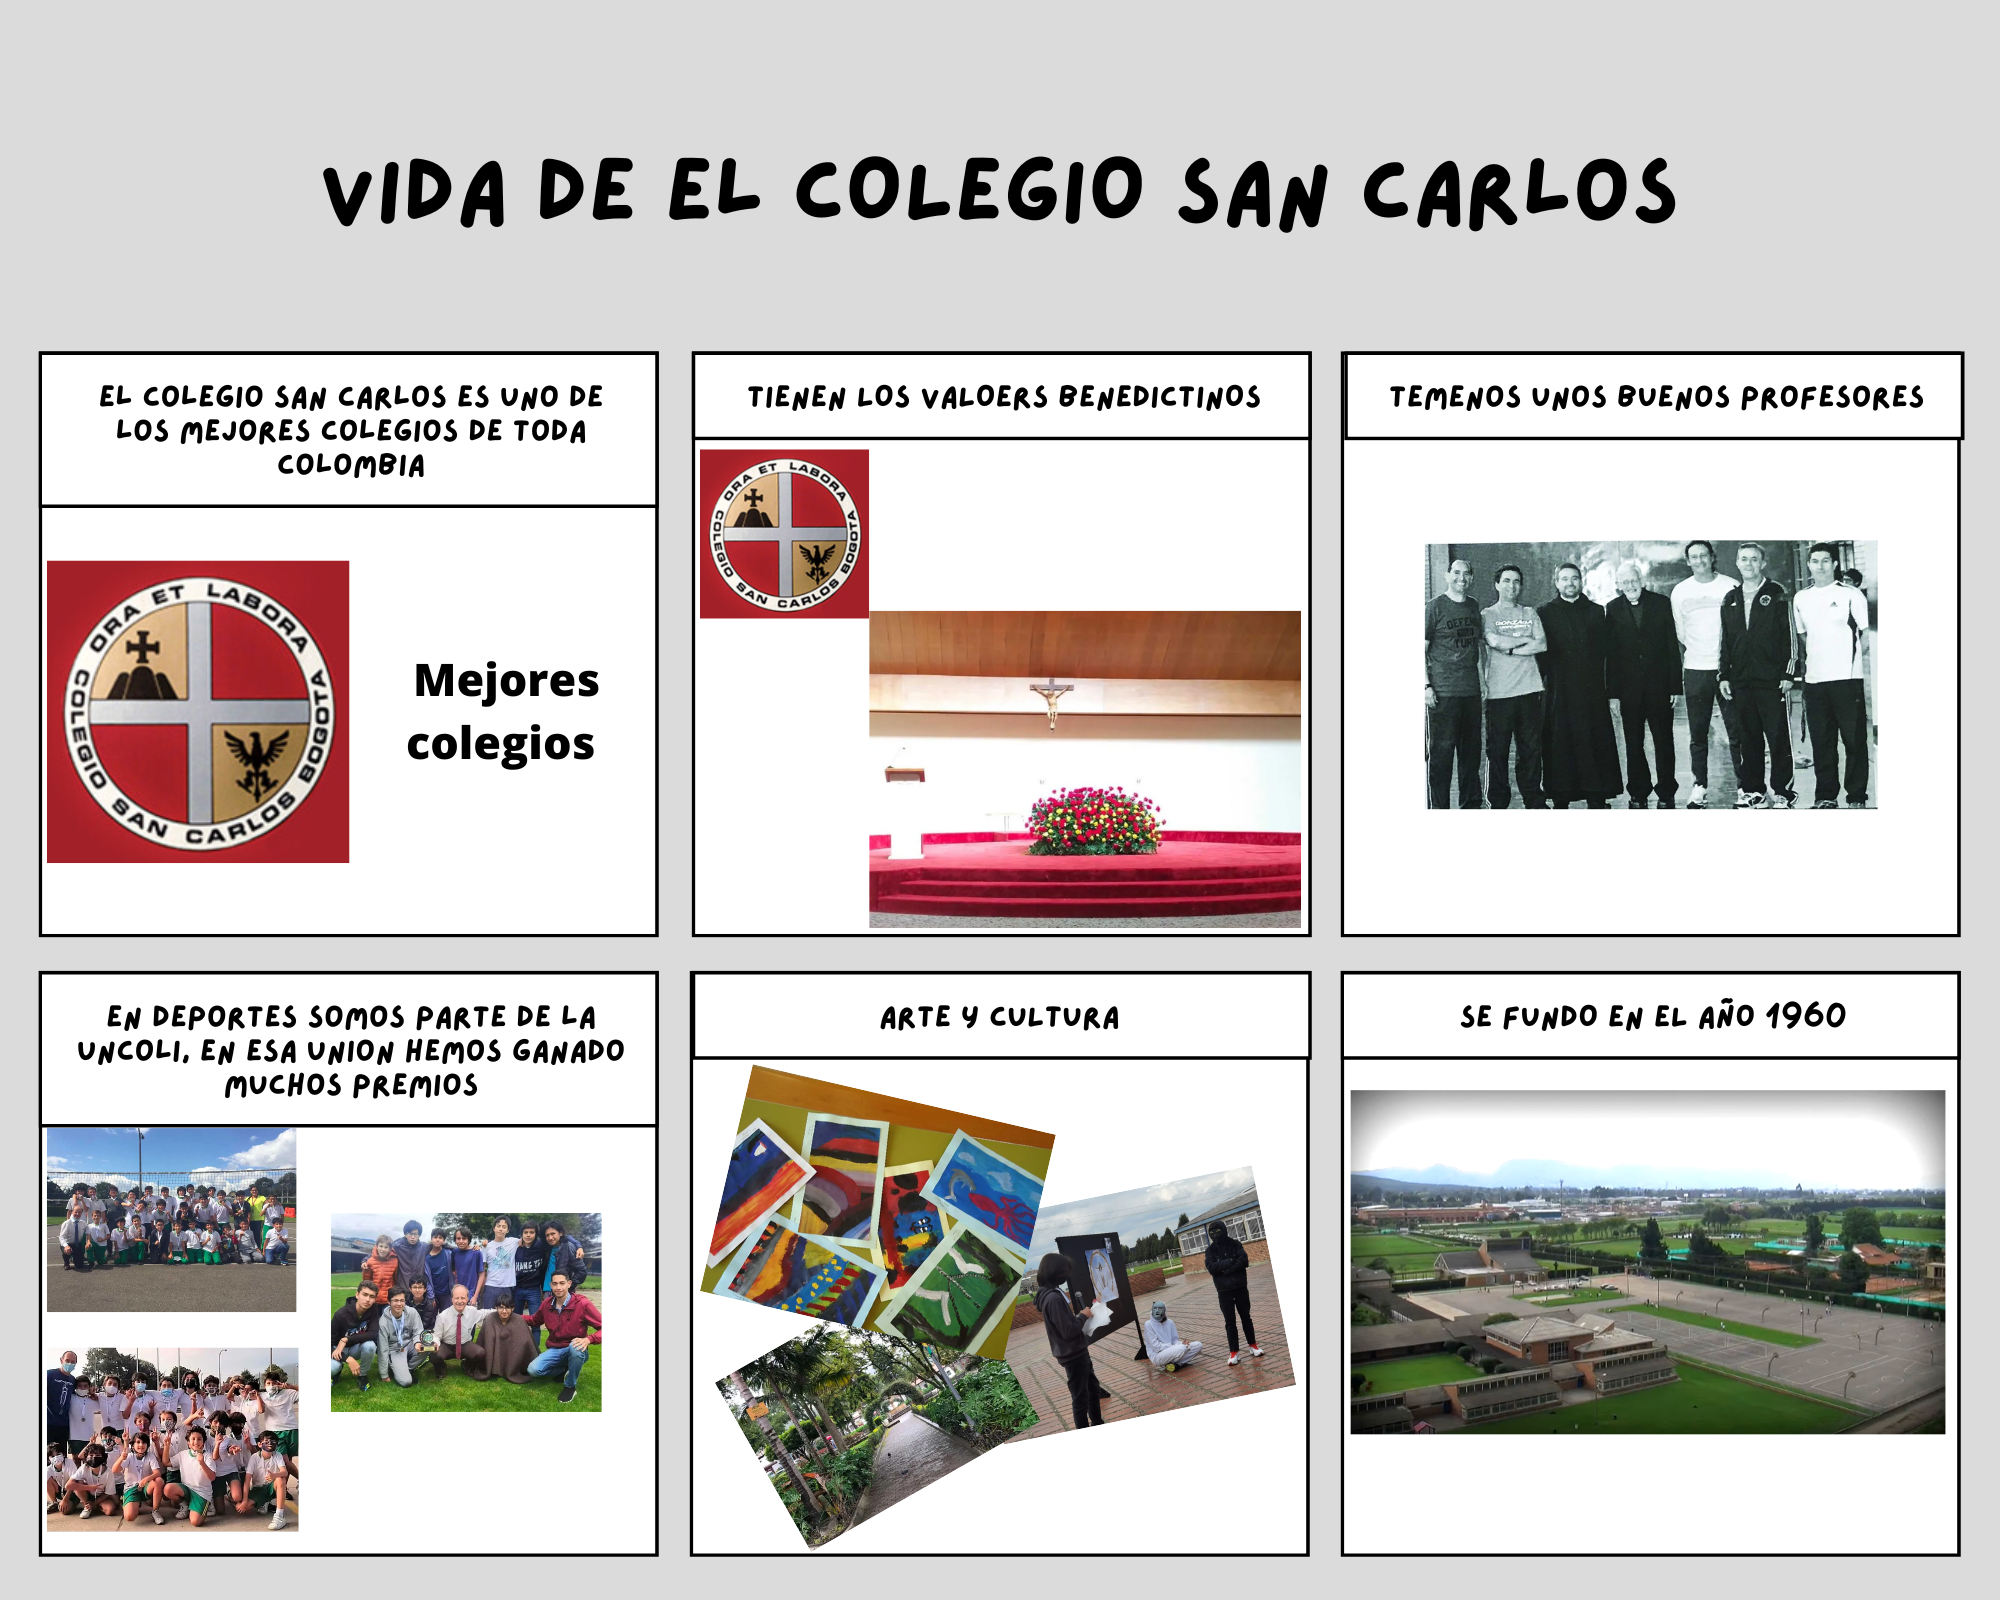 VIDA DE EL COLEGIO SAN CARLOS
EL COLEGIO SAN CARLOS ES UNO DE
LOS MEJORES COLEGIOS DE TODA
COLOMBIA
ORA ET LABORA
COLEGIO SAN CARLOS BOGOTA
Mejores
colegios
TIENEN LOS VALOERS BENEDICTINOS
ORA ET LABORA
COLEGIO SAN CARLOS BOGOTA
TEMENOS UNOS BUENOS PROFESORES
GONZAGA
EN DEPORTES SOMOS PARTE DE LA
UNCOLI, EN ESA UNION HEMOS GANADO
MUCHOS PREMIOS
ARTE Y CULTURA
SE FUNDO EN EL AÑO 1960